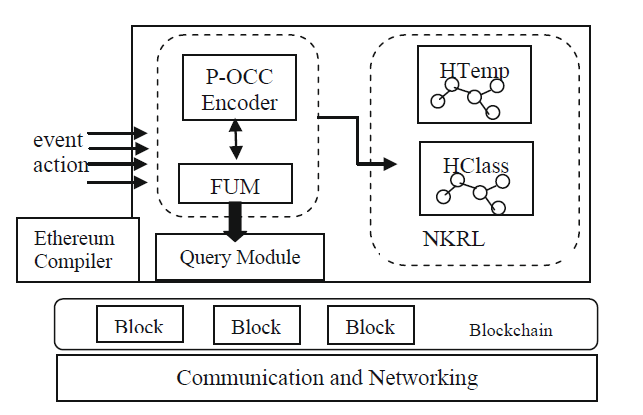 P-OCC
Encoder
HTemp
event
action
FUM
HClass
NKRL
Ethereum
Compiler
Query Module
Block
Block
Block
Blockchain
Communication and Networking